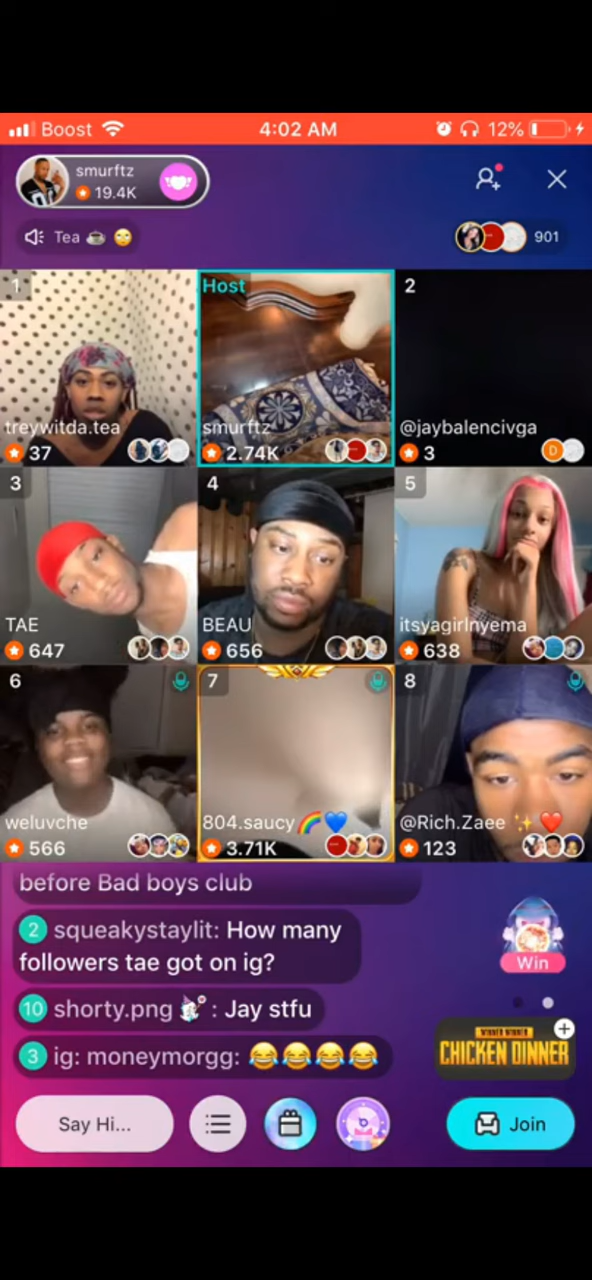 Boost 4:02 AM 12%
smurftz
19.4K
Tea ☕ 🙄 901
1 Host 2
treywitda.tea smurftz @jaybalencivga
37 2.74K D 3
3 4 5
TAE BEAU itsyagirlnyema
647 656 638
6 7 8
weluvche 804.saucy🌈💙 @Rich.Zaee ✨ ❤️
566 3.71K 123
before Bad boys club
2 squeakystaylit: How many
followers tae got on ig?
Win
10 shorty.png 🦄 : Jay stfu
3 ig: moneymorgg: 😂😂😂😂
WINNER WINNER
CHICKEN DINNER
Say Hi... Join